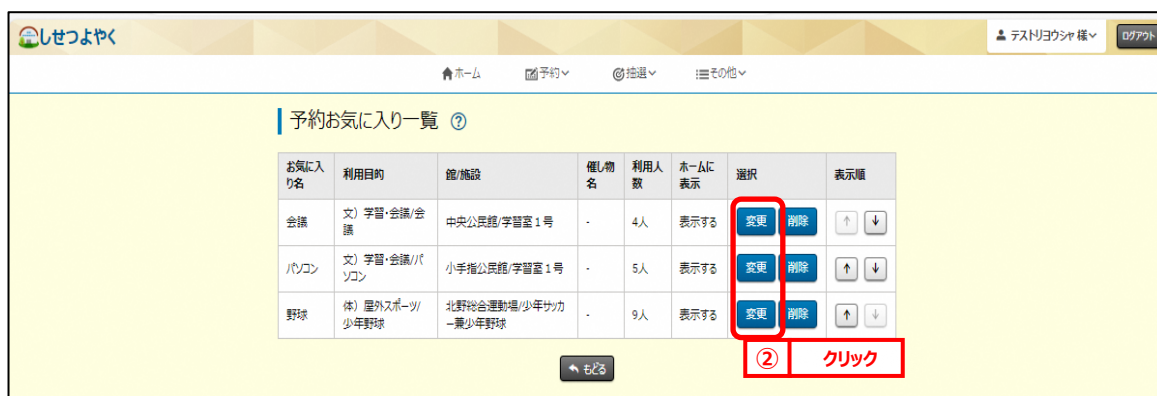 しせつよやく
テストリヨウシャ 様
ログアウト
ホーム 予約 抽選 その他
予約お気に入り一覧 ?
お気に入り名 利用目的 館/施設 催し物名 利用人数 ホームに表示 選択 表示順
会議 文）学習・会議/会議 中央公民館/学習室１号 - 4人 表示する 変更 削除 ↑ ↓
パソコン 文）学習・会議/パソコン 小手指公民館/学習室１号 - 5人 表示する 変更 削除 ↑ ↓
野球 体）屋外スポーツ/少年野球 北野総合運動場/少年サッカー兼少年野球 - 9人 表示する 変更 削除 ↑ ↓
② クリック
もどる